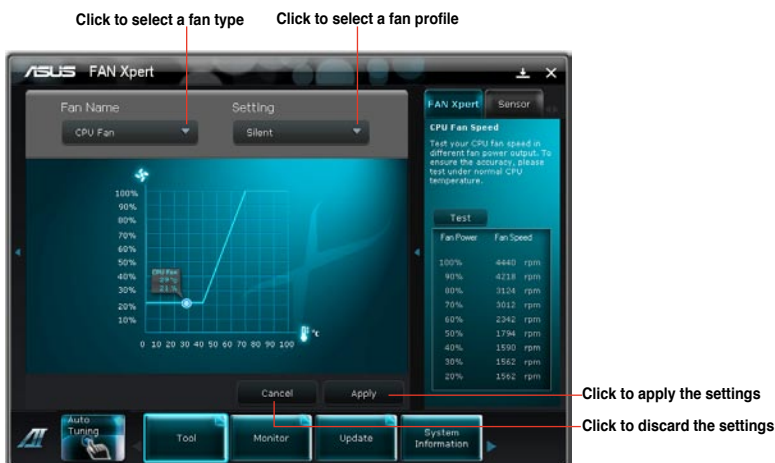 Click to select a fan type
Click to select a fan profile
ASUS FAN Xpert
Fan Name
Setting
CPU Fan
Silent
100%
90%
80%
70%
60%
50%
40%
30%
20%
10%
CPU Fan
0 10 20 30 40 50 60 70 80 90 100
°C
Cancel
Apply
FAN Xpert
Sensor
CPU Fan Speed
Test your CPU fan speed in
different fan power output. To
ensure the accuracy, please
test under normal CPU
temperature.
Test
Fan Power Fan Speed
100% 4440 rpm
90% 4218 rpm
80% 3124 rpm
70% 3012 rpm
60% 2342 rpm
50% 1794 rpm
40% 1590 rpm
30% 1562 rpm
20% 1562 rpm
Click to apply the settings
Click to discard the settings
Auto
Tuning
Tool
Monitor
Update
System
Information